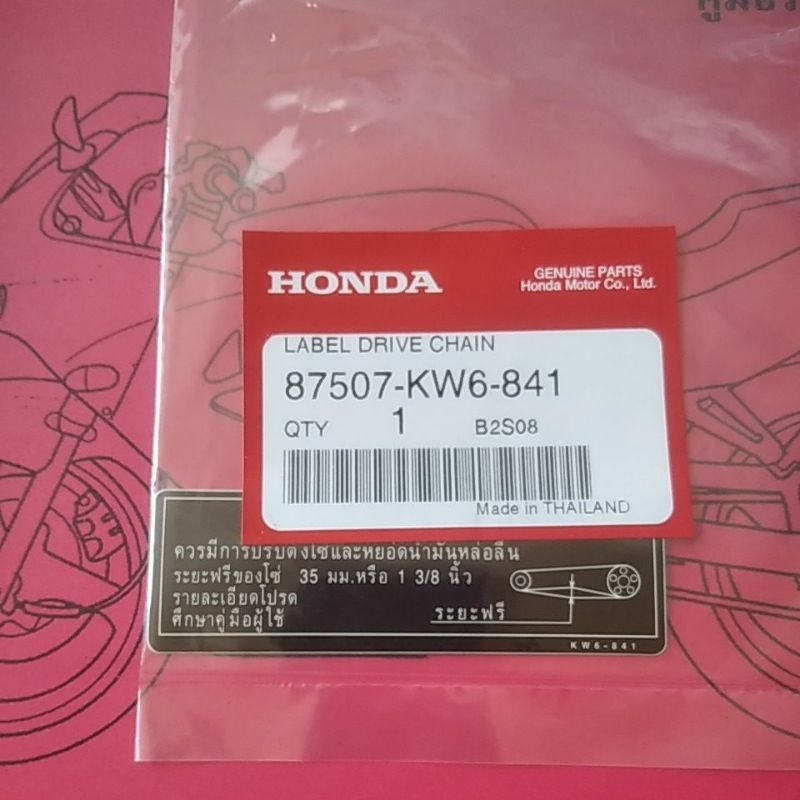 HONDA
GENUINE PARTS
Honda Motor Co., Ltd.
LABEL DRIVE CHAIN
87507-KW6-841
QTY 1 B2S08
Made in THAILAND
ควรมีการปรับตั้งโซ่และหยอดน้ำมันหล่อลื่น
ระยะฟรีของโซ่ 35 มม.หรือ 1 3/8 นิ้ว
รายละเอียดโปรด
ศึกษาคู่มือผู้ใช้
ระยะฟรี
KW6-841